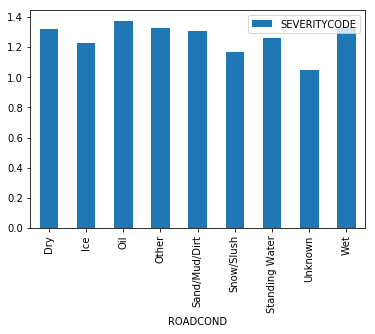 SEVERITYCODE
1.4
1.2
1.0
0.8
0.6
0.4
0.2
0.0
Dry
Ice
Oil
Other
Sand/Mud/Dirt
Snow/Slush
Standing Water
Unknown
Wet
ROADCOND